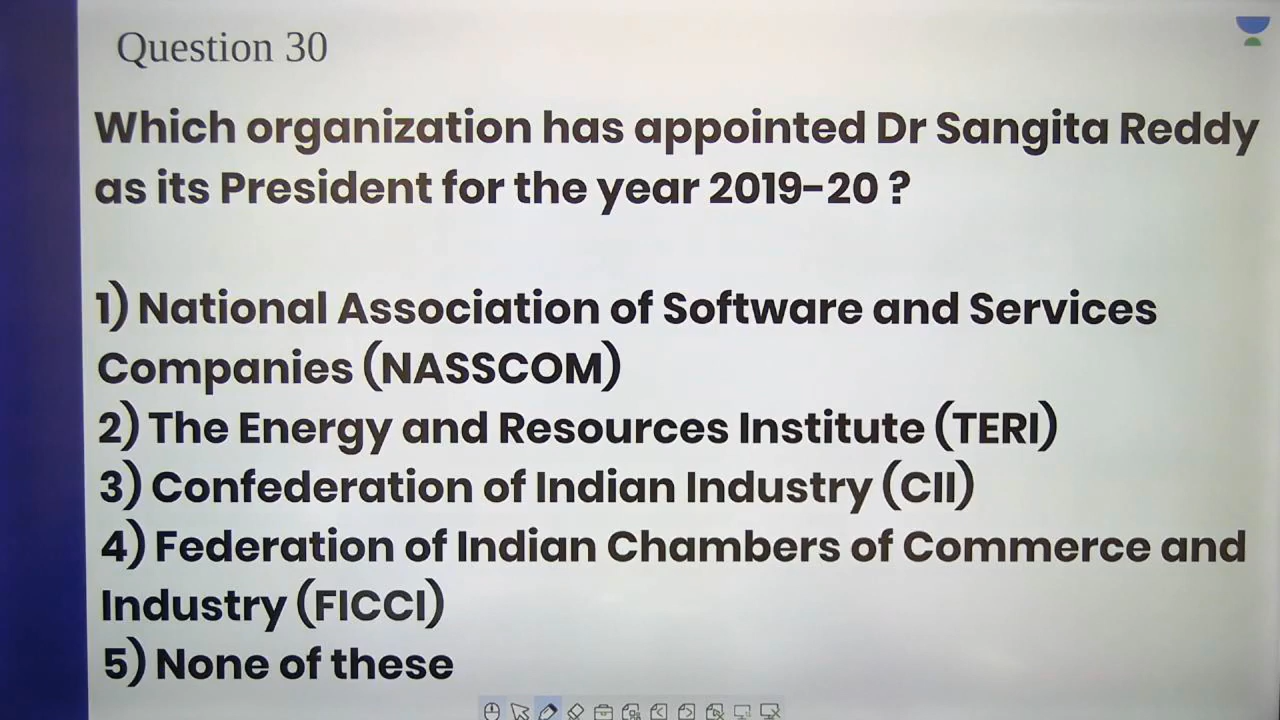 Question 30
Which organization has appointed Dr Sangita Reddy
as its President for the year 2019-20 ?
1) National Association of Software and Services
Companies (NASSCOM)
2) The Energy and Resources Institute (TERI)
3) Confederation of Indian Industry (CII)
4) Federation of Indian Chambers of Commerce and
Industry (FICCI)
5) None of these